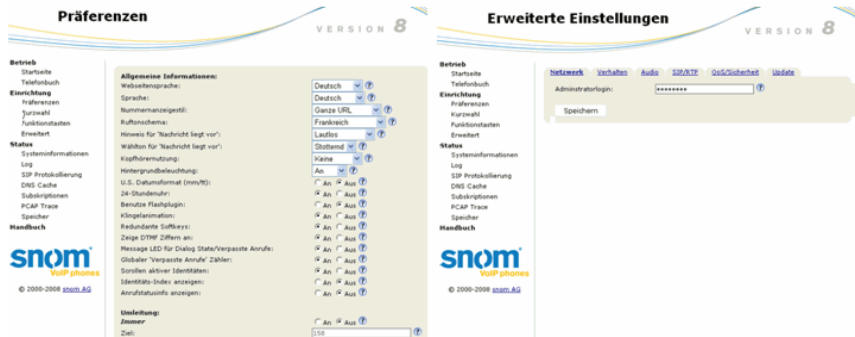 Präferenzen
VERSION 8
Betrieb
Startseite
Telefonbuch
Einrichtung
Präferenzen
Kurzwahl
Funktionstasten
Erweitert
Status
Systeminformationen
Log
SIP Protokollierung
DNS Cache
Subskriptionen
PCAP Trace
Speicher
Handbuch
snom
VoIP phones
© 2000-2008 snom AG
Allgemeine Informationen:
Webseitensprache: Deutsch
Sprache: Deutsch
Nummernanzeigestil: Ganze URL
Ruftonschema: Frankreich
Hinweis für 'Nachricht liegt vor': Lautlos
Wählton für 'Nachricht liegt vor': Stotternd
Kopfhörernutzung: Keine
Hintergrundbeleuchtung: An
U.S. Datumsformat (mm/tt): An Aus
24-Stundenuhr: An Aus
Benutze Flashplugin: An Aus
Klingelanimation: An Aus
Redundante Softkeys: An Aus
Zeige DTMF Ziffern an: An Aus
Message LED für Dialog State/Verpasste Anrufe: An Aus
Globaler 'Verpasste Anrufe' Zähler: An Aus
Scrollen aktiver Identitäten: An Aus
Identitäts-Index anzeigen: An Aus
Anrufstatusinfo anzeigen: An Aus
Umleitung:
Immer An Aus
Ziel: 158
Erweiterte Einstellungen
VERSION 8
Betrieb
Startseite
Telefonbuch
Einrichtung
Präferenzen
Kurzwahl
Funktionstasten
Erweitert
Status
Systeminformationen
Log
SIP Protokollierung
DNS Cache
Subskriptionen
PCAP Trace
Speicher
Handbuch
snom
VoIP phones
© 2000-2008 snom AG
Netzwerk Verhalten Audio SIP/RTP QoS/Sicherheit Update
Adminstratorlogin: ********
Speichern